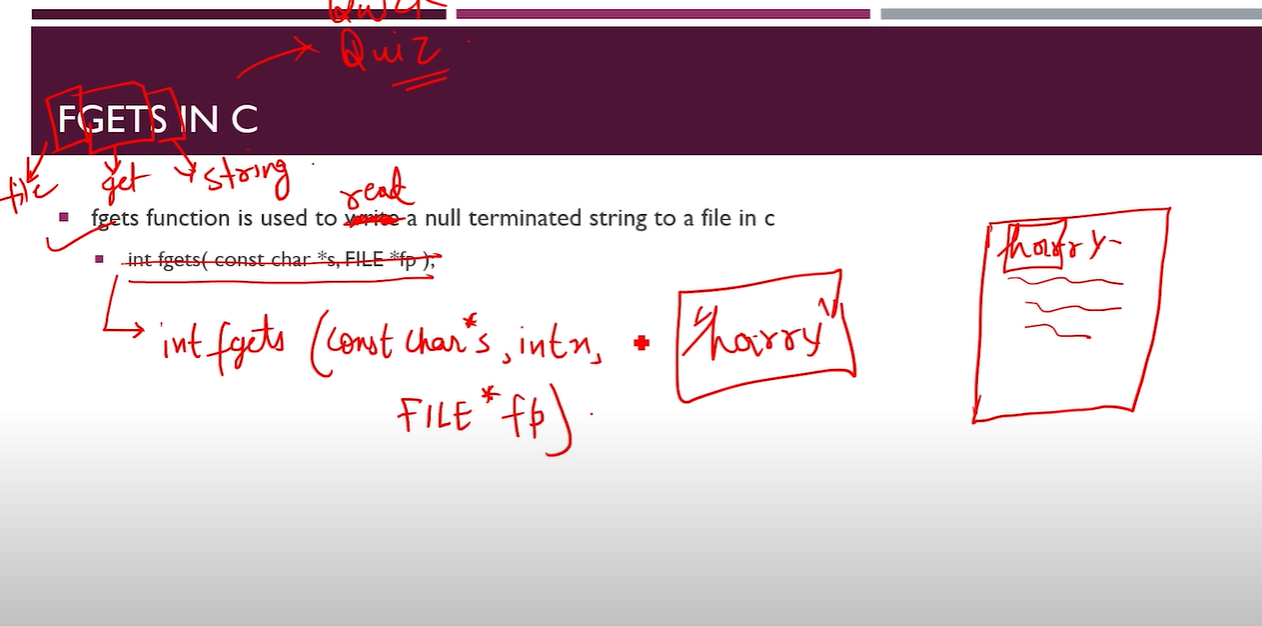 Quiz
FGETS IN C
file get string
read
fgets function is used to write a null terminated string to a file in c
int fgets( const char *s, FILE *fp );
int fgets (const char *s, int n,
FILE * fp)
"harry"
harry